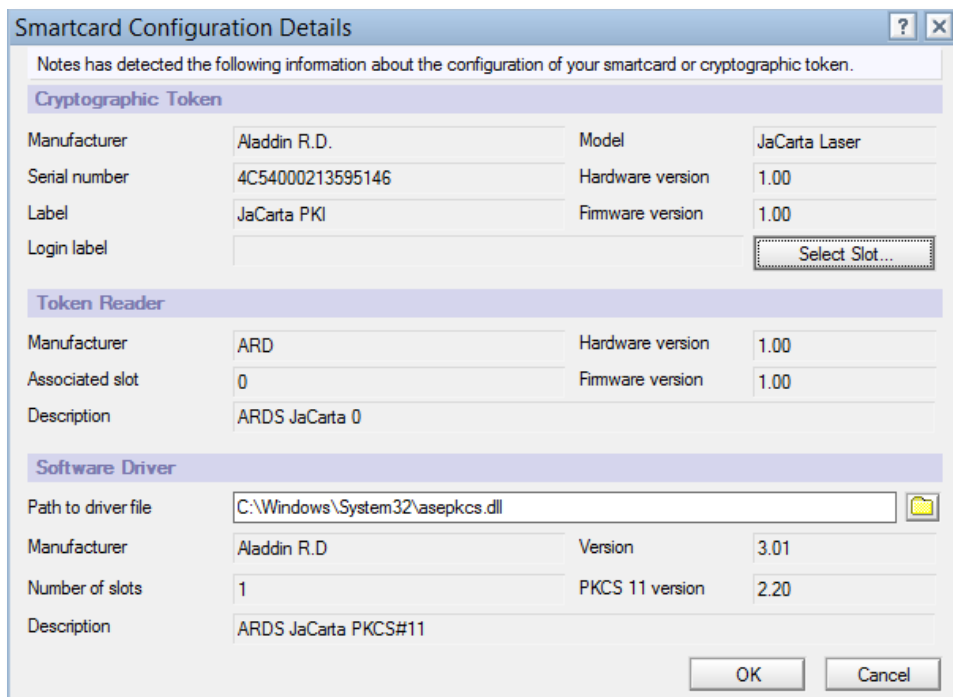 Smartcard Configuration Details ? X
Notes has detected the following information about the configuration of your smartcard or cryptographic token.
Cryptographic Token
Manufacturer Aladdin R.D. Model JaCarta Laser
Serial number 4C54000213595146 Hardware version 1.00
Label JaCarta PKI Firmware version 1.00
Login label Select Slot...
Token Reader
Manufacturer ARD Hardware version 1.00
Associated slot 0 Firmware version 1.00
Description ARDS JaCarta 0
Software Driver
Path to driver file C:\Windows\System32\asepkcs.dll
Manufacturer Aladdin R.D Version 3.01
Number of slots 1 PKCS 11 version 2.20
Description ARDS JaCarta PKCS#11
OK Cancel